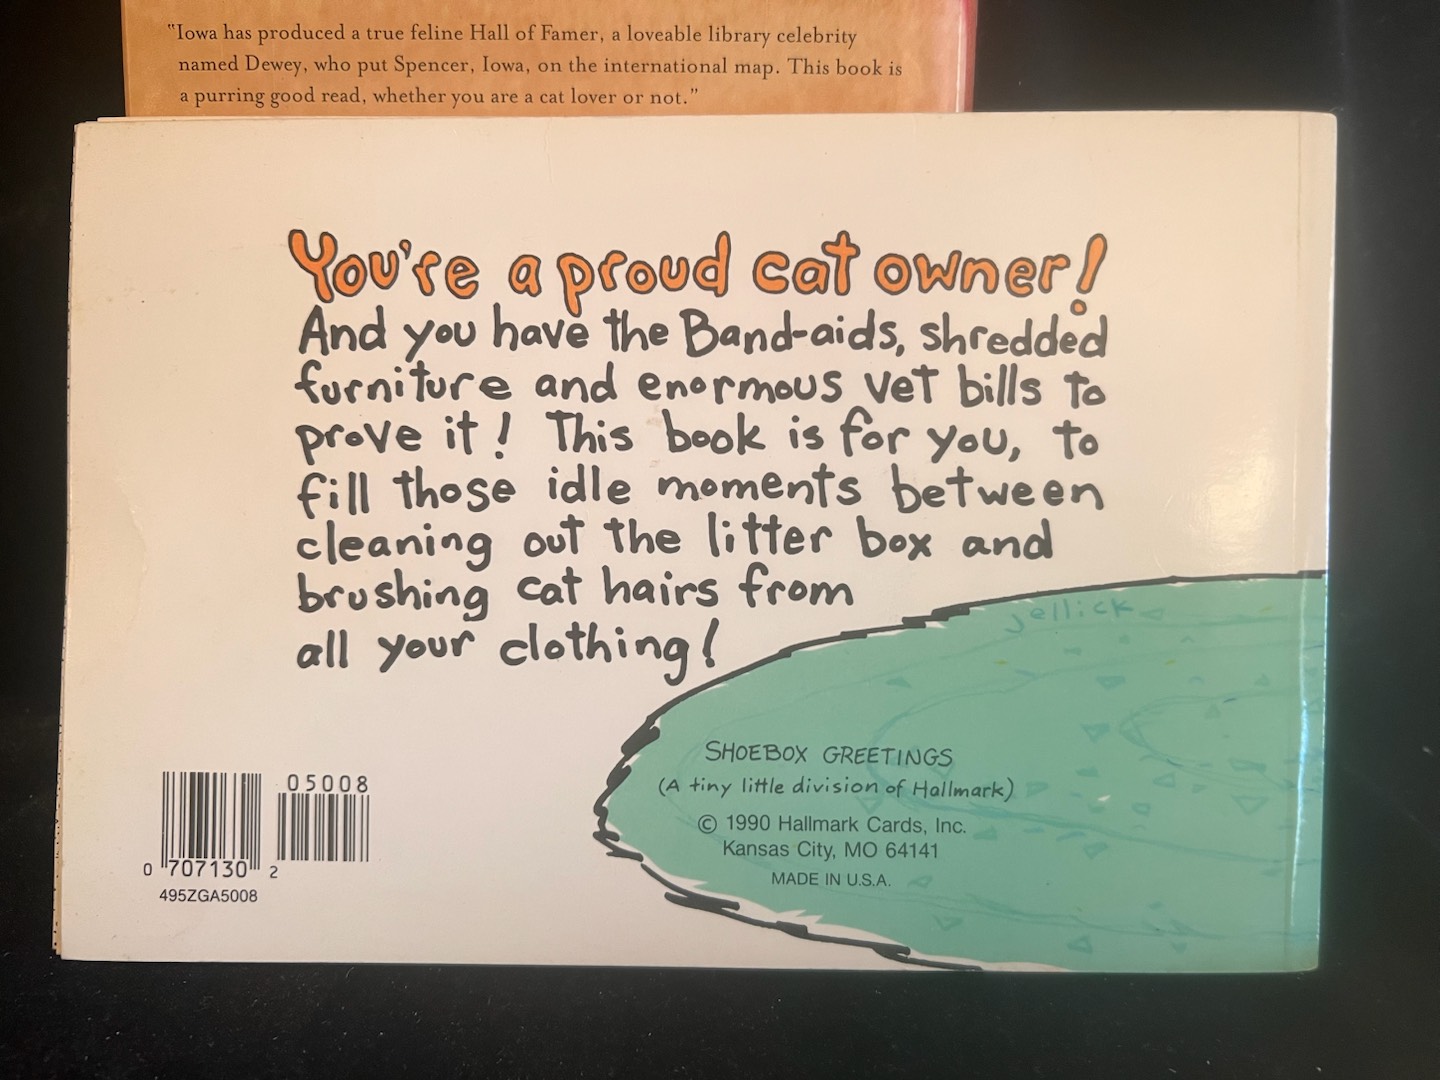 "Iowa has produced a true feline Hall of Famer, a loveable library celebrity
named Dewey, who put Spencer, Iowa, on the international map. This book is
a purring good read, whether you are a cat lover or not."
You're a proud cat owner!
And you have the Band-aids, shredded
furniture and enormous vet bills to
prove it! This book is for you, to
fill those idle moments between
cleaning out the litter box and
brushing cat hairs from
all your clothing!
jellick
SHOEBOX GREETINGS
(A tiny little division of Hallmark)
© 1990 Hallmark Cards, Inc.
Kansas City, MO 64141
MADE IN U.S.A.
05008
0 707130 2
495ZGA5008